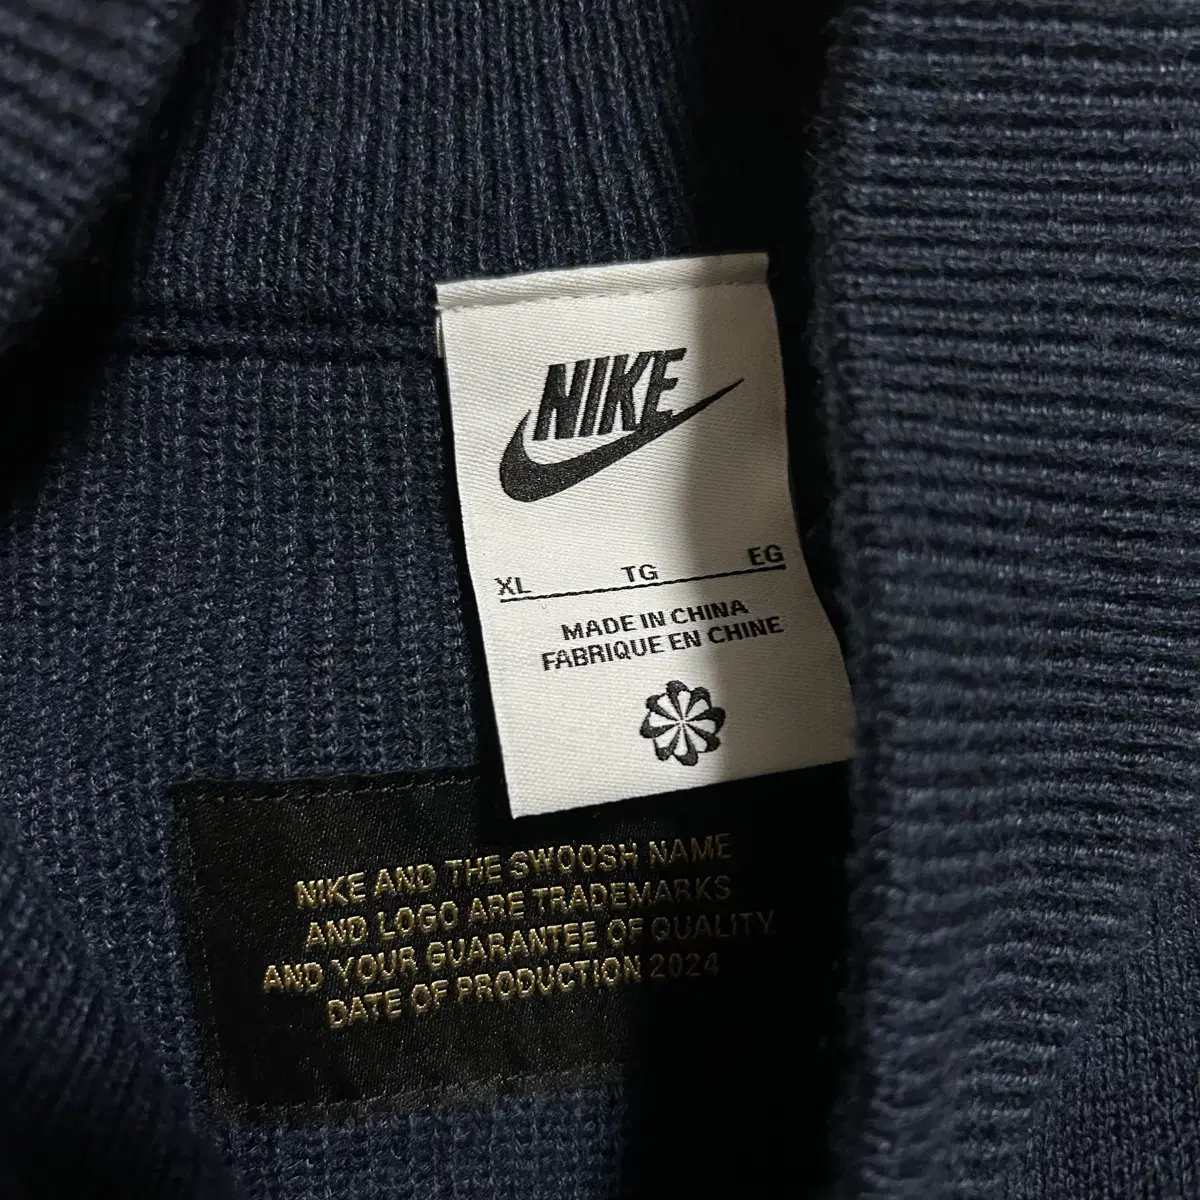 NIKE
XL TG EG
MADE IN CHINA
FABRIQUE EN CHINE
NIKE AND THE SWOOSH NAME
AND LOGO ARE TRADEMARKS
AND YOUR GUARANTEE OF QUALITY.
DATE OF PRODUCTION 2024